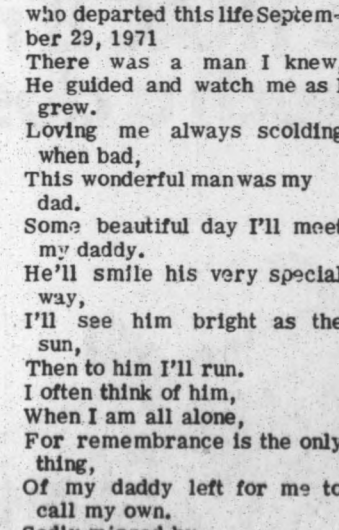 who departed this life Septem-
ber 29, 1971
There was a man I knew,
He guided and watch me as I
grew.
Loving me always scolding
when bad,
This wonderful man was my
dad.
Some beautiful day I'll meet
my daddy.
He'll smile his very special
way,
I'll see him bright as the
sun,
Then to him I'll run.
I often think of him,
When I am all alone,
For remembrance is the only
thing,
Of my daddy left for me to
call my own.